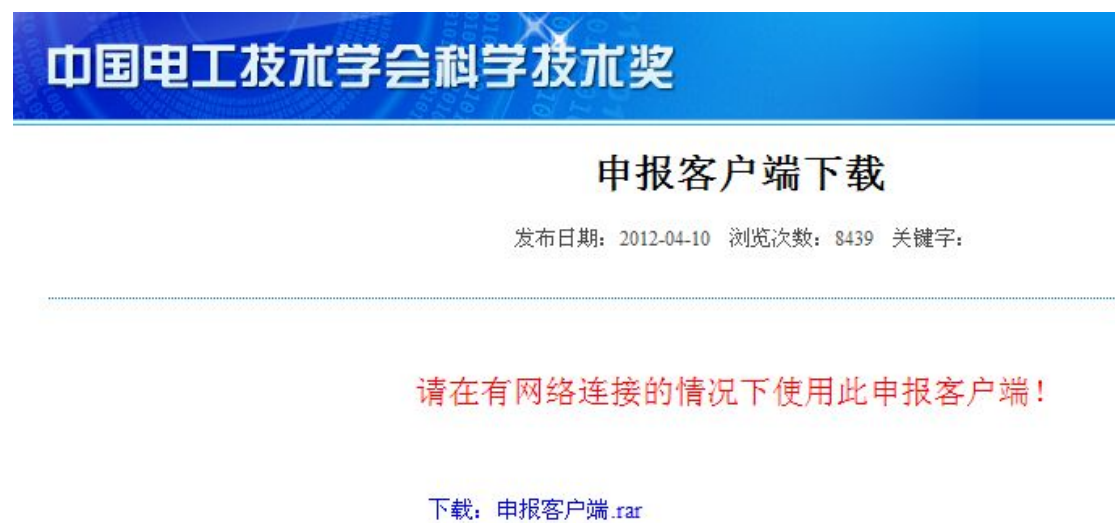 中国电工技术学会科学技术奖
申报客户端下载
发布日期：2012-04-10 浏览次数：8439 关键字：
请在有网络连接的情况下使用此申报客户端！
下载：申报客户端.rar